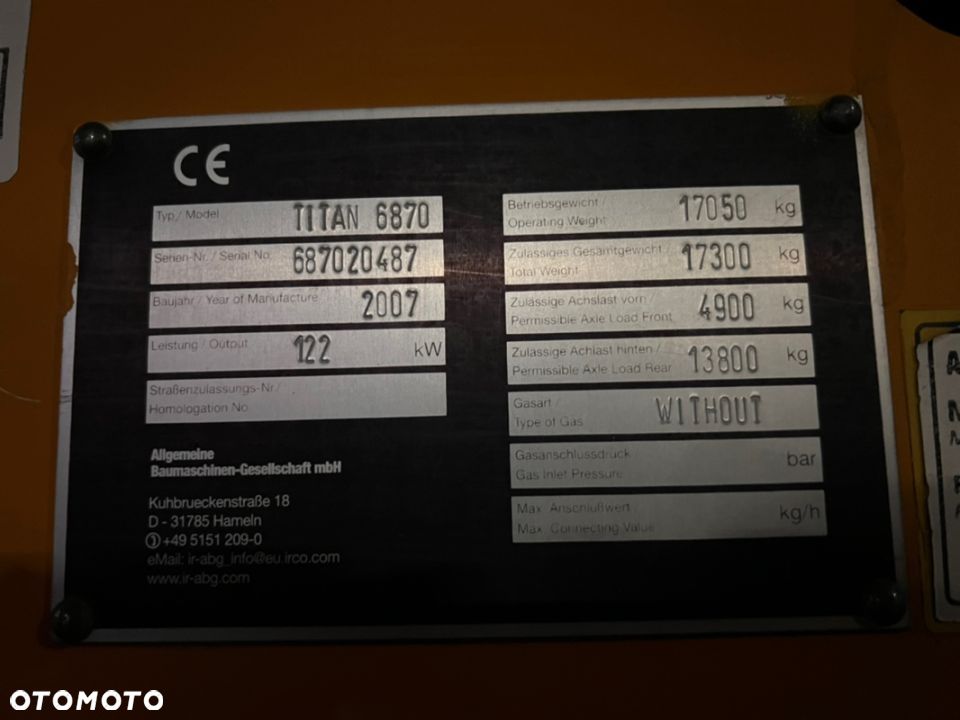 CE
Typ / Model TITAN 6870
Serien-Nr. / Serial No. 687020487
Baujahr / Year of Manufacture 2007
Leistung / Output 122 kW
Straßenzulassungs-Nr /
Homologation No
Allgemeine
Baumaschinen-Gesellschaft mbH
Kuhbrueckenstraße 18
D - 31785 Hameln
+49 5151 209-0
eMail: ir-abg_info@eu.irco.com
www.ir-abg.com
Betriebsgewicht /
Operating Weight 17050 kg
Zulässiges Gesamtgewicht /
Total Weight 17300 kg
Zulässige Achslast vorn /
Permissible Axle Load Front 4900 kg
Zulässige Achlast hinten /
Permissible Axle Load Rear 13800 kg
Gasart /
Type of Gas WITHOUT
Gasanschlussdruck
Gas Inlet Pressure bar
Max. Anschlußwert /
Max. Connecting Value kg/h
OTOMOTO